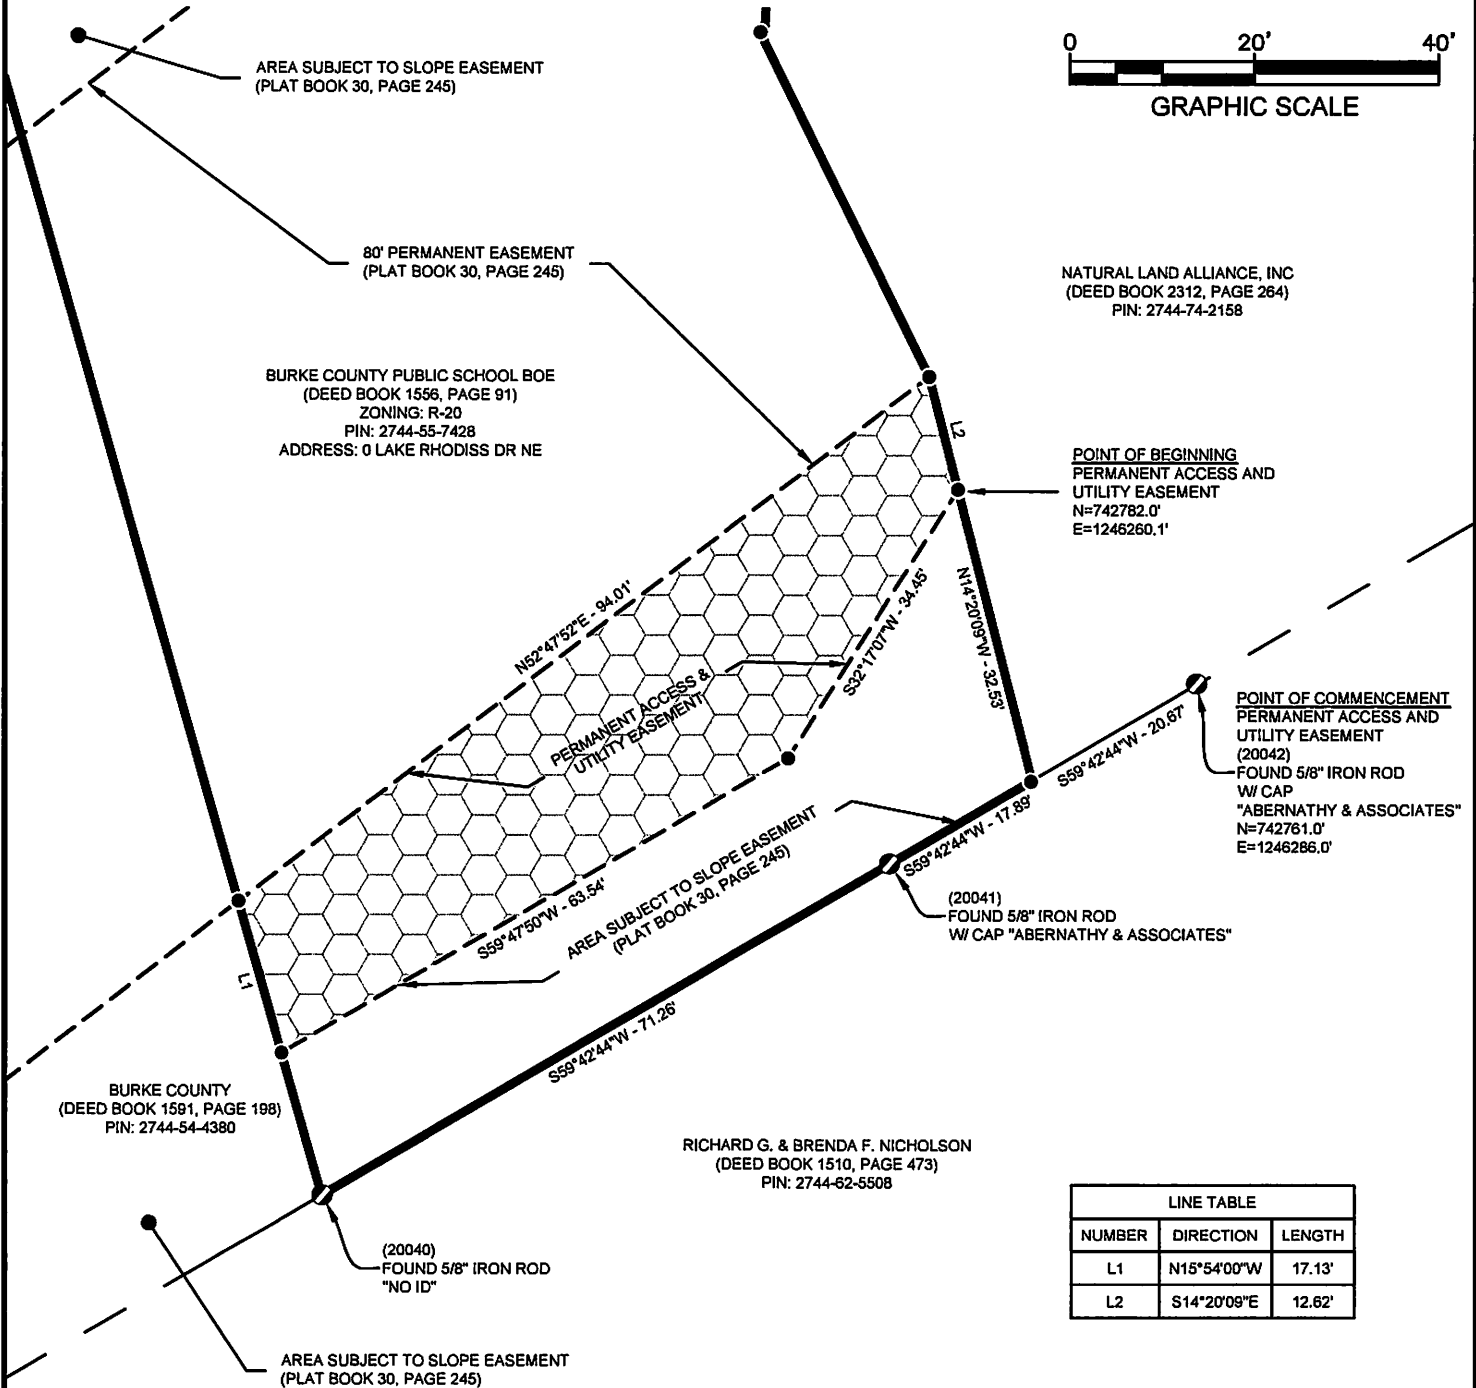 0 20' 40'
GRAPHIC SCALE
AREA SUBJECT TO SLOPE EASEMENT
(PLAT BOOK 30, PAGE 245)
80' PERMANENT EASEMENT
(PLAT BOOK 30, PAGE 245)
NATURAL LAND ALLIANCE, INC
(DEED BOOK 2312, PAGE 264)
PIN: 2744-74-2158
BURKE COUNTY PUBLIC SCHOOL BOE
(DEED BOOK 1556, PAGE 91)
ZONING: R-20
PIN: 2744-55-7428
ADDRESS: 0 LAKE RHODISS DR NE
L2
POINT OF BEGINNING
PERMANENT ACCESS AND
UTILITY EASEMENT
N=742782.0'
E=1246260.1'
N52°47'52"E - 94.01'
S32°17'07"W - 34.45'
N14°20'09"W - 32.53'
PERMANENT ACCESS &
UTILITY EASEMENT
S59°42'44"W - 20.67'
POINT OF COMMENCEMENT
PERMANENT ACCESS AND
UTILITY EASEMENT
(20042)
FOUND 5/8" IRON ROD
W/ CAP
"ABERNATHY & ASSOCIATES"
N=742761.0'
E=1246286.0'
S59°42'44"W - 17.89'
AREA SUBJECT TO SLOPE EASEMENT
(PLAT BOOK 30, PAGE 245)
S59°47'50"W - 63.54'
(20041)
FOUND 5/8" IRON ROD
W/ CAP "ABERNATHY & ASSOCIATES"
L1
S59°42'44"W - 71.26'
BURKE COUNTY
(DEED BOOK 1591, PAGE 198)
PIN: 2744-54-4380
RICHARD G. & BRENDA F. NICHOLSON
(DEED BOOK 1510, PAGE 473)
PIN: 2744-62-5508
(20040)
FOUND 5/8" IRON ROD
"NO ID"
LINE TABLE
NUMBER DIRECTION LENGTH
L1 N15°54'00"W 17.13'
L2 S14°20'09"E 12.62'
AREA SUBJECT TO SLOPE EASEMENT
(PLAT BOOK 30, PAGE 245)